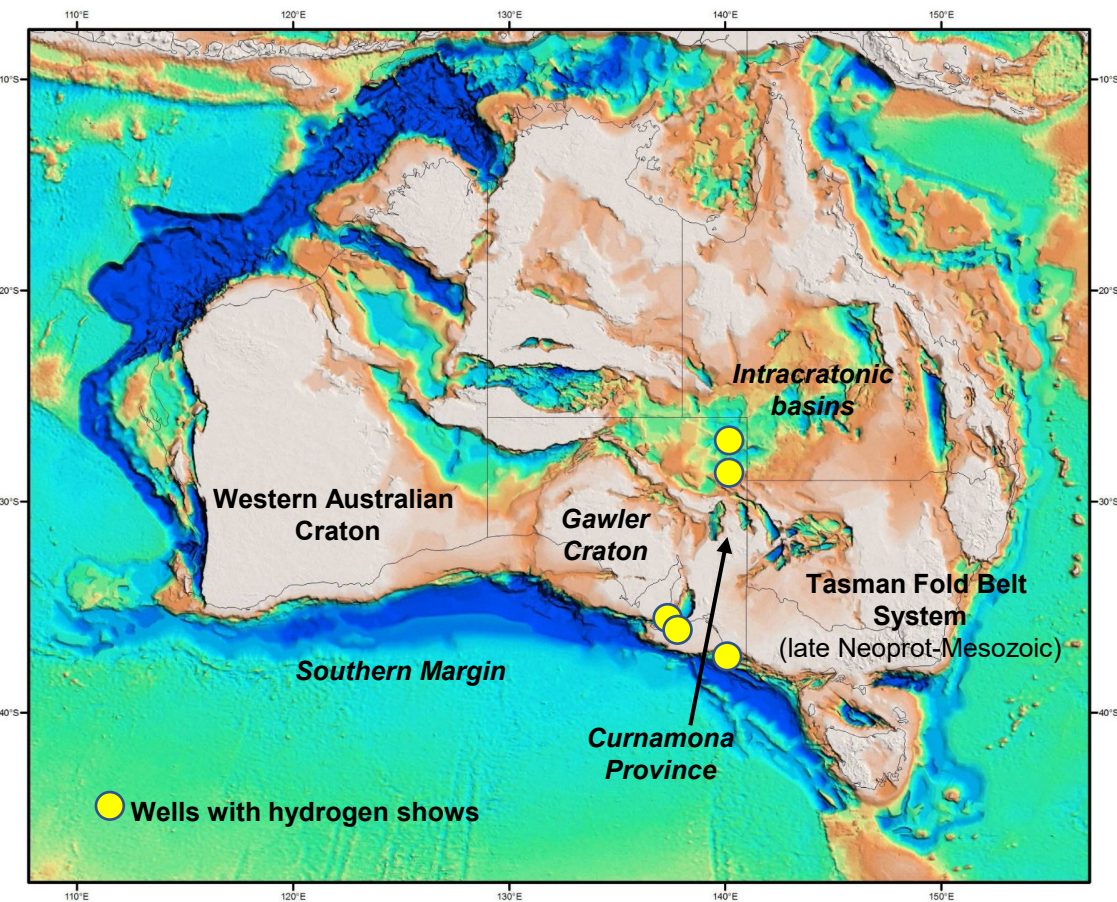 110°E
120°E
130°E
140°E
150°E
10°S
10°S
20°S
20°S
Intracratonic
basins
30°S
30°S
Western Australian
Craton
Gawler
Craton
Tasman Fold Belt
System
(late Neoprot-Mesozoic)
Southern Margin
40°S
40°S
Curnamona
Province
Wells with hydrogen shows
110°E
120°E
130°E
140°E
150°E